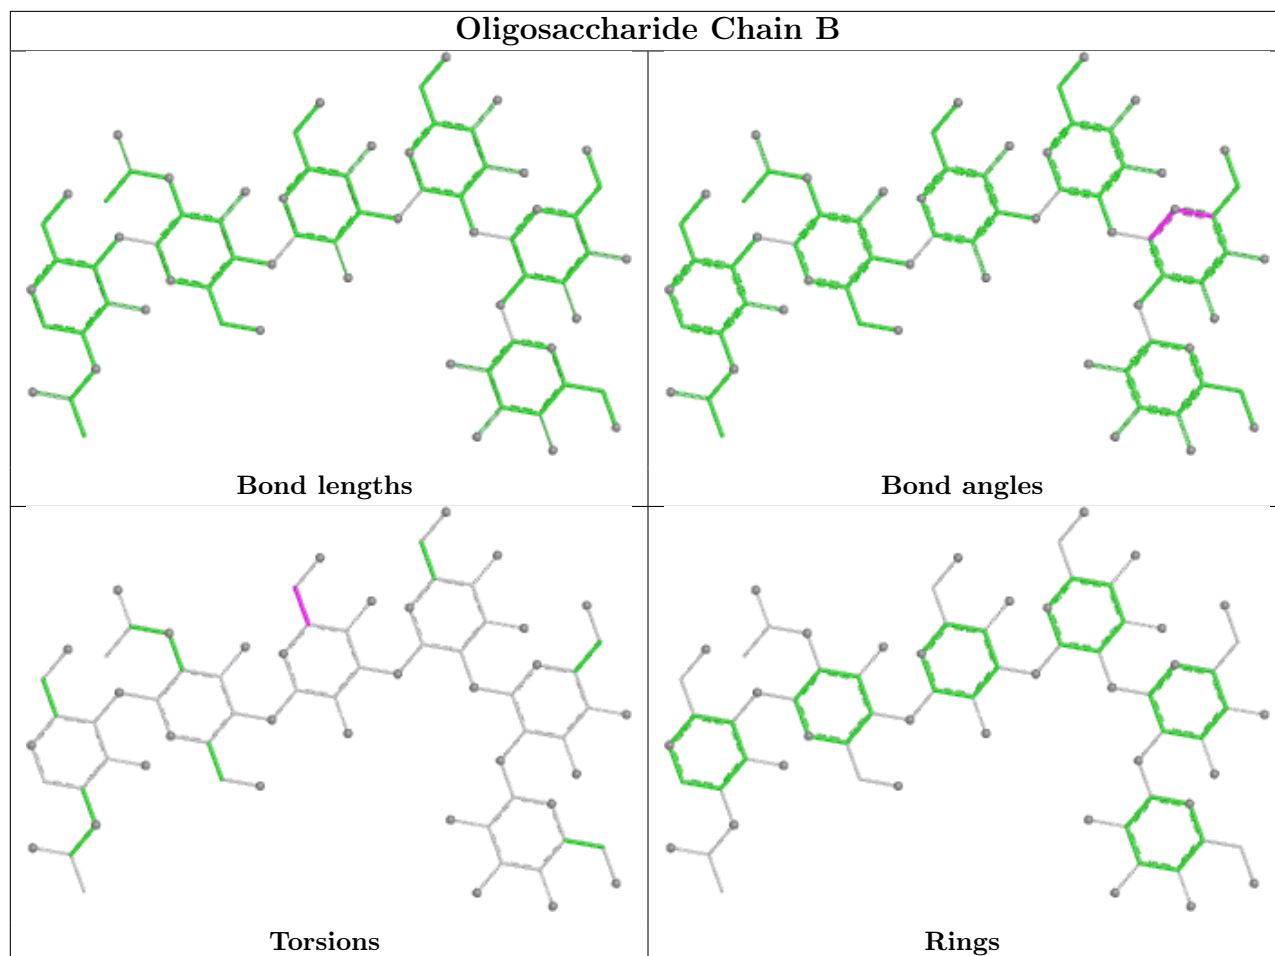 Oligosaccharide Chain B
Bond lengths
Bond angles
Torsions
Rings